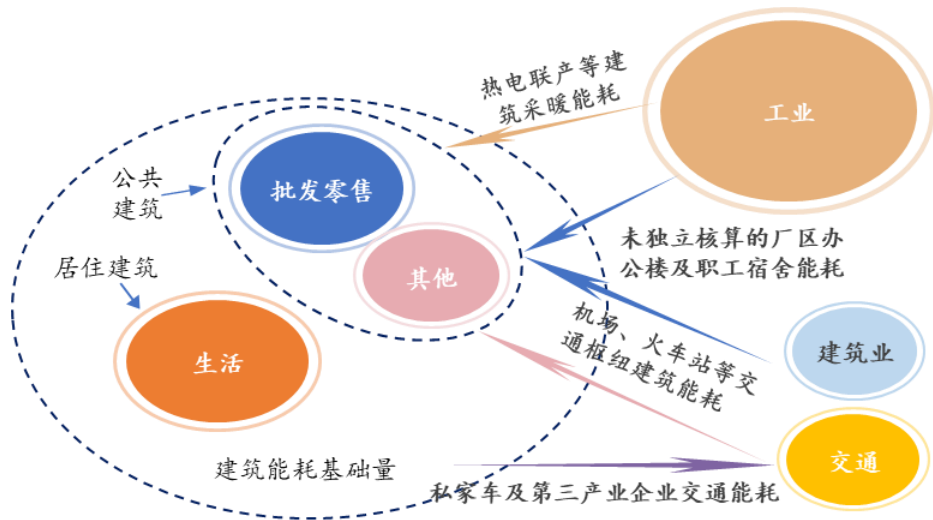 热电联产等建
筑采暖能耗
工业
公共
建筑
批发零售
未独立核算的厂区办
公楼及职工宿舍能耗
居住建筑
其他
机场、火车站等交
通枢纽建筑能耗
建筑业
生活
交通
建筑能耗基础量
私家车及第三产业企业交通能耗